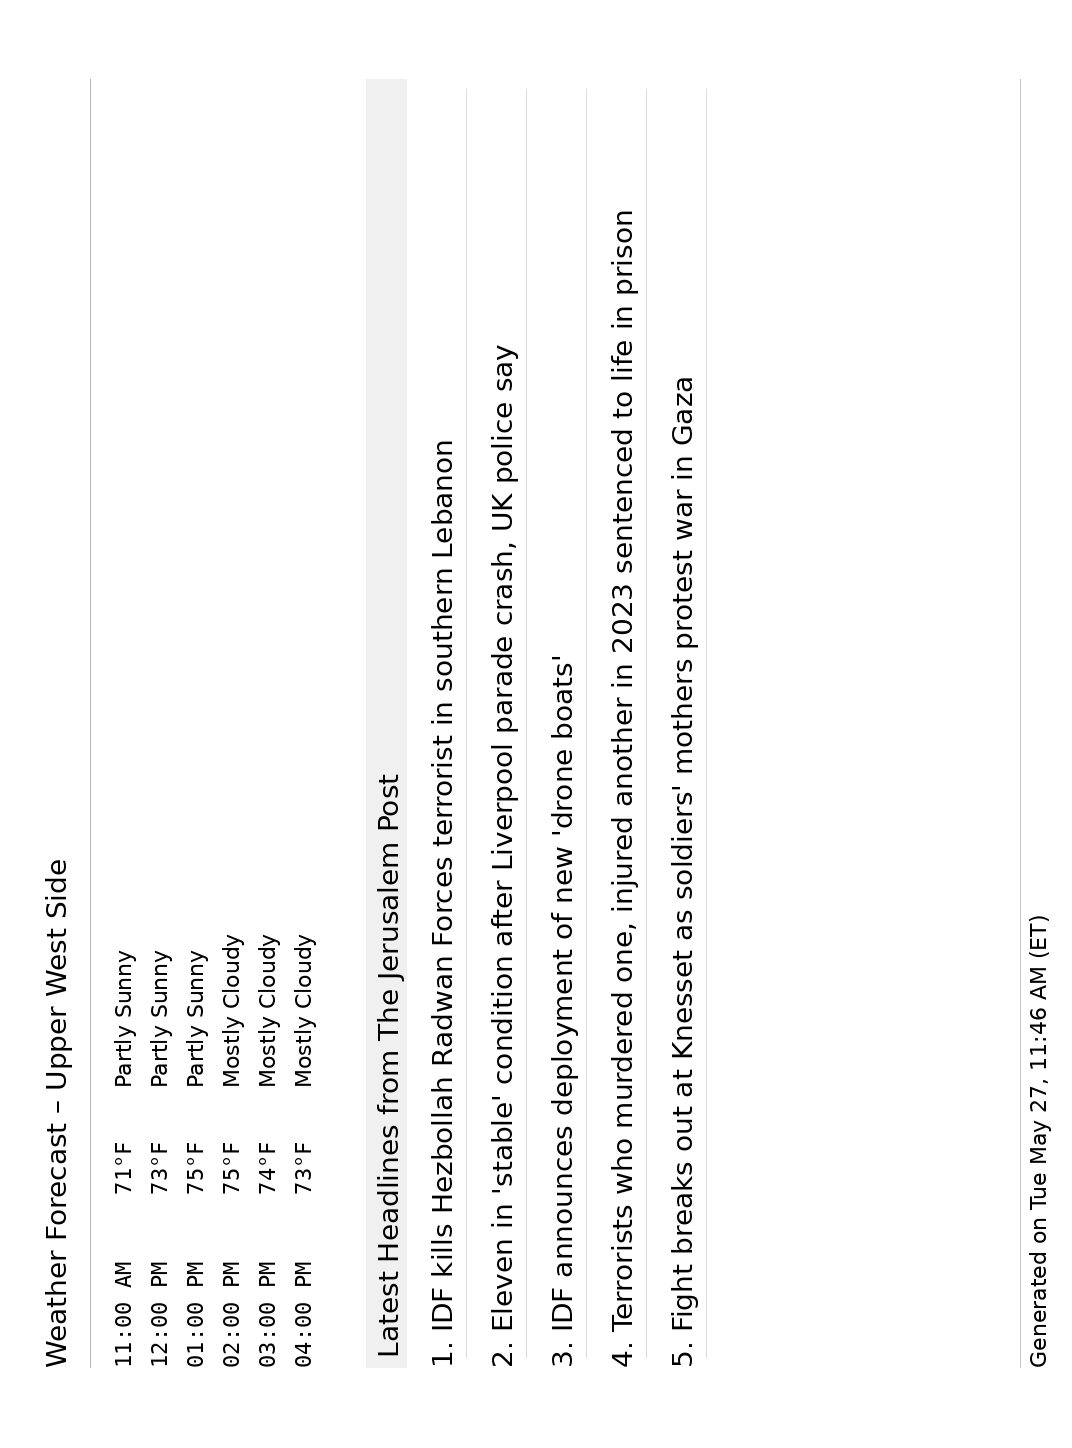 Weather Forecast – Upper West Side
11:00 AM 71°F Partly Sunny
12:00 PM 73°F Partly Sunny
01:00 PM 75°F Partly Sunny
02:00 PM 75°F Mostly Cloudy
03:00 PM 74°F Mostly Cloudy
04:00 PM 73°F Mostly Cloudy
Latest Headlines from The Jerusalem Post
1. IDF kills Hezbollah Radwan Forces terrorist in southern Lebanon
2. Eleven in 'stable' condition after Liverpool parade crash, UK police say
3. IDF announces deployment of new 'drone boats'
4. Terrorists who murdered one, injured another in 2023 sentenced to life in prison
5. Fight breaks out at Knesset as soldiers' mothers protest war in Gaza
Generated on Tue May 27, 11:46 AM (ET)